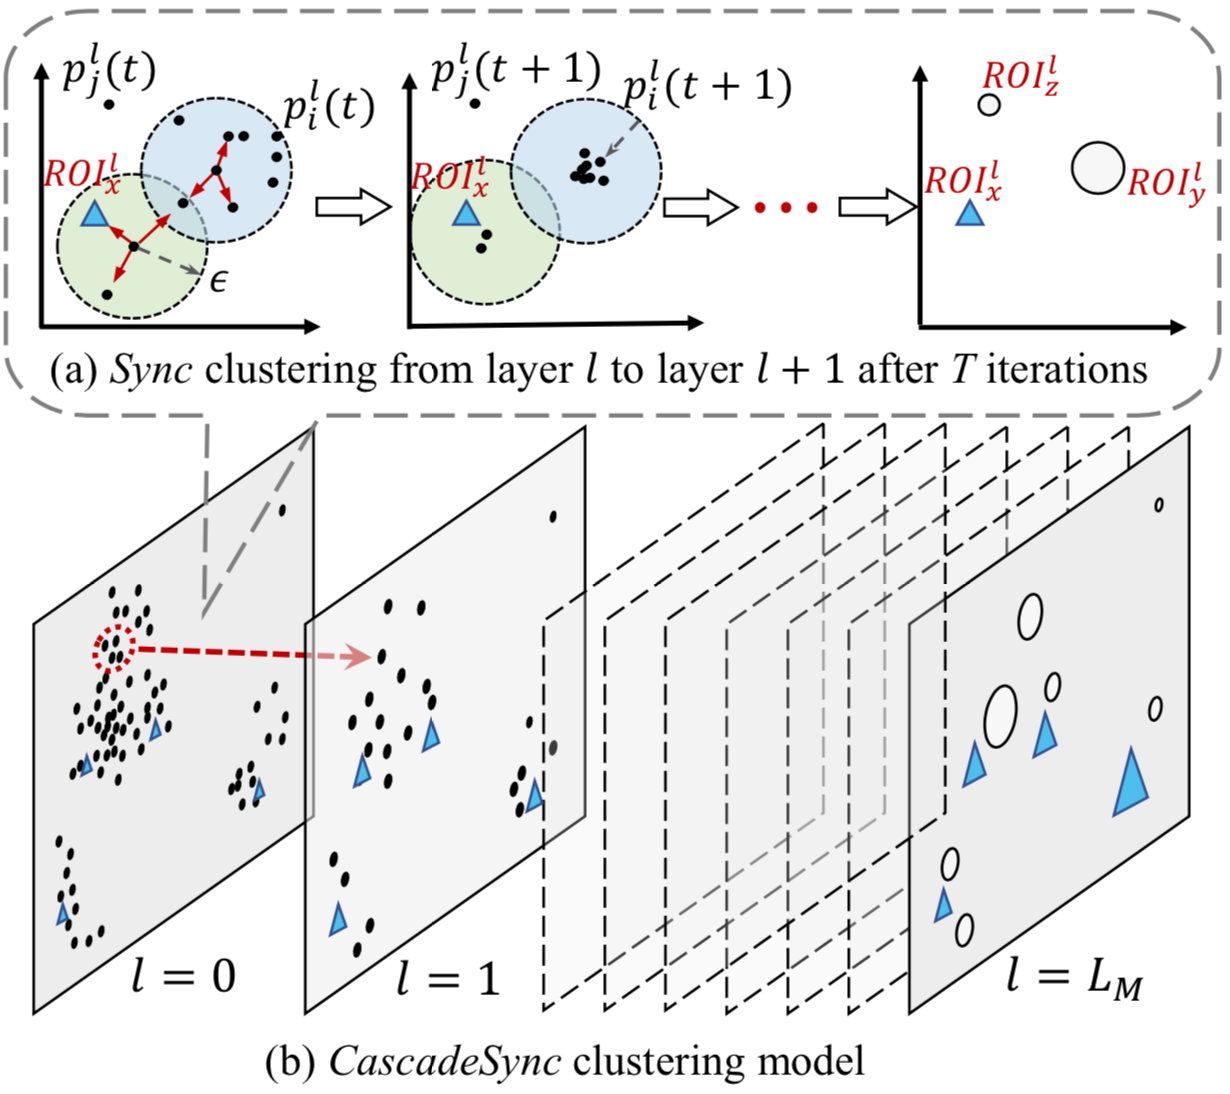 p_j^l(t)
p_i^l(t)
ROI_x^l
ϵ
p_j^l(t + 1)
p_i^l(t + 1)
ROI_x^l
ROI_z^l
ROI_x^l
ROI_y^l
(a) Sync clustering from layer l to layer l + 1 after T iterations
l = 0
l = 1
l = L_M
(b) CascadeSync clustering model